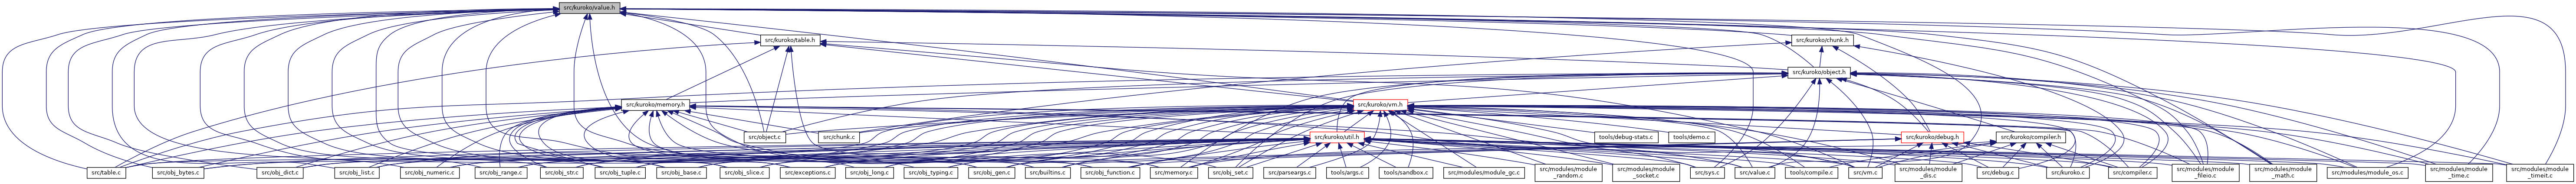 src/kuroko/value.h
src/kuroko/table.h
src/kuroko/chunk.h
src/kuroko/object.h
src/kuroko/memory.h
src/kuroko/vm.h
src/object.c
src/chunk.c
src/kuroko/util.h
tools/debug-stats.c
tools/demo.c
src/kuroko/debug.h
src/kuroko/compiler.h
src/table.c
src/obj_bytes.c
src/obj_dict.c
src/obj_list.c
src/obj_numeric.c
src/obj_range.c
src/obj_str.c
src/obj_tuple.c
src/obj_base.c
src/obj_slice.c
src/exceptions.c
src/obj_long.c
src/obj_typing.c
src/obj_gen.c
src/builtins.c
src/obj_function.c
src/memory.c
src/obj_set.c
src/parseargs.c
tools/args.c
tools/sandbox.c
src/modules/module_gc.c
src/modules/module
_random.c
src/modules/module
_socket.c
src/sys.c
src/value.c
tools/compile.c
src/vm.c
src/modules/module
_dis.c
src/debug.c
src/kuroko.c
src/compiler.c
src/modules/module
_fileio.c
src/modules/module
_math.c
src/modules/module_os.c
src/modules/module
_time.c
src/modules/module
_timeit.c